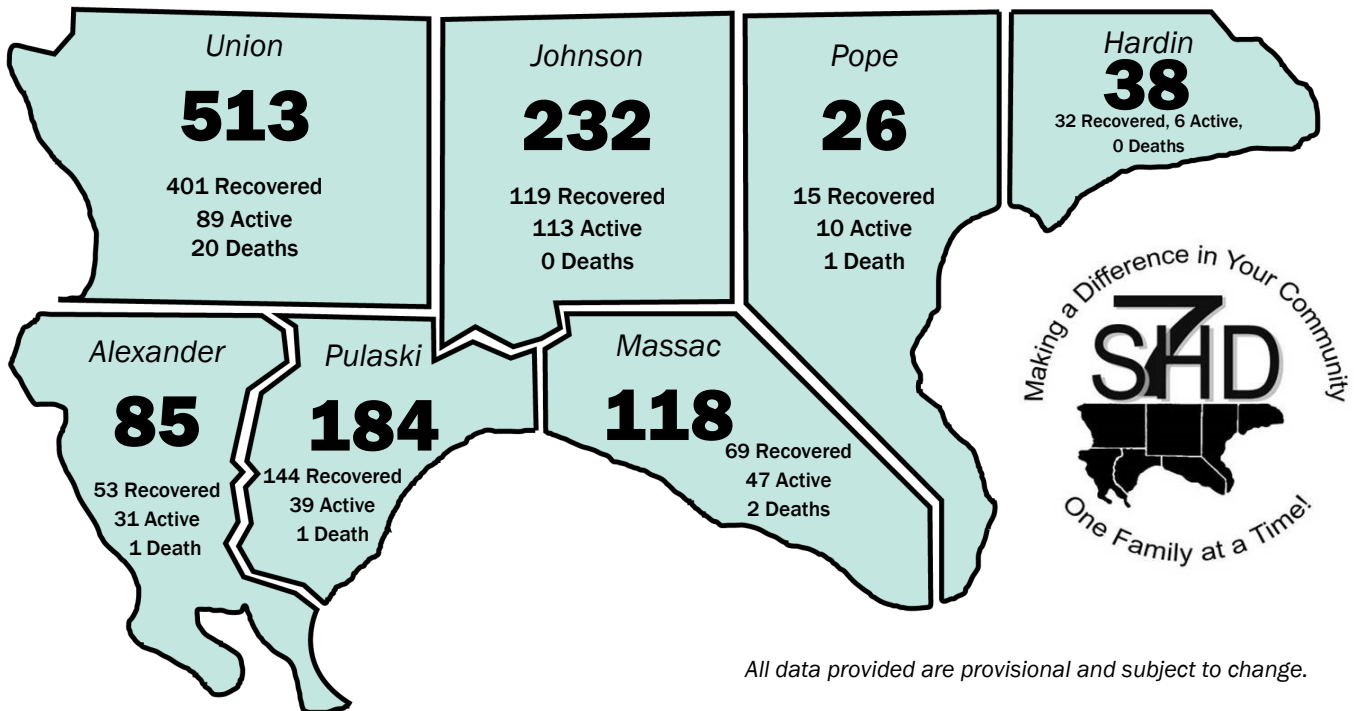 Union
513
401 Recovered
89 Active
20 Deaths
Johnson
232
119 Recovered
113 Active
0 Deaths
Pope
26
15 Recovered
10 Active
1 Death
Hardin
38
32 Recovered, 6 Active,
0 Deaths
Alexander
85
53 Recovered
31 Active
1 Death
Pulaski
184
144 Recovered
39 Active
1 Death
Massac
118
69 Recovered
47 Active
2 Deaths
Making a Difference in Your Community
S7HD
One Family at a Time!
All data provided are provisional and subject to change.